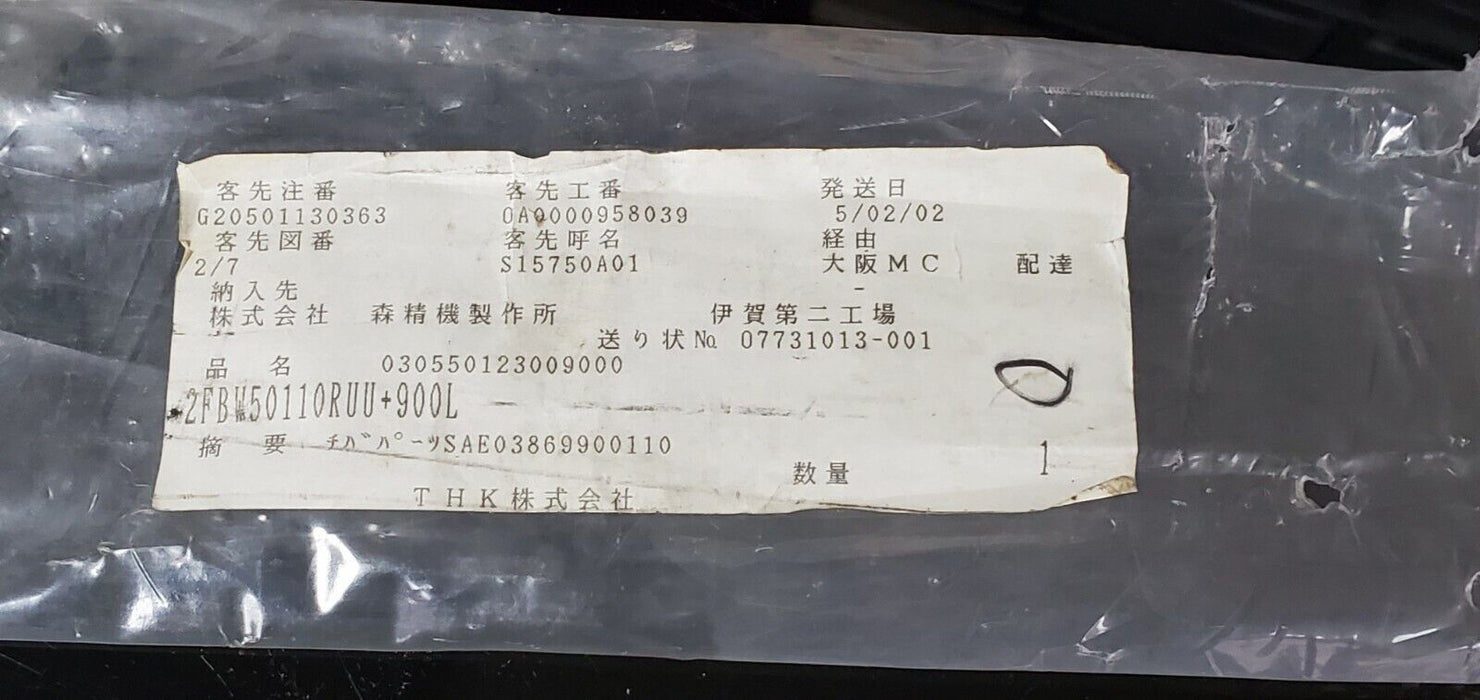 客先注番 客先工番 発送日
G20501130363 0A0000958039 5/02/02
客先図番 客先呼名 経由
2/7 S15750A01 大阪MC 配達
納入先 -
株式会社 森精機製作所 伊賀第二工場
送り状№ 07731013-001
品名 030550123009000
2FBW50110RUU+900L
摘要 ﾁﾊﾞﾊﾟｰﾂSAE03869900110
数量 1
THK株式会社